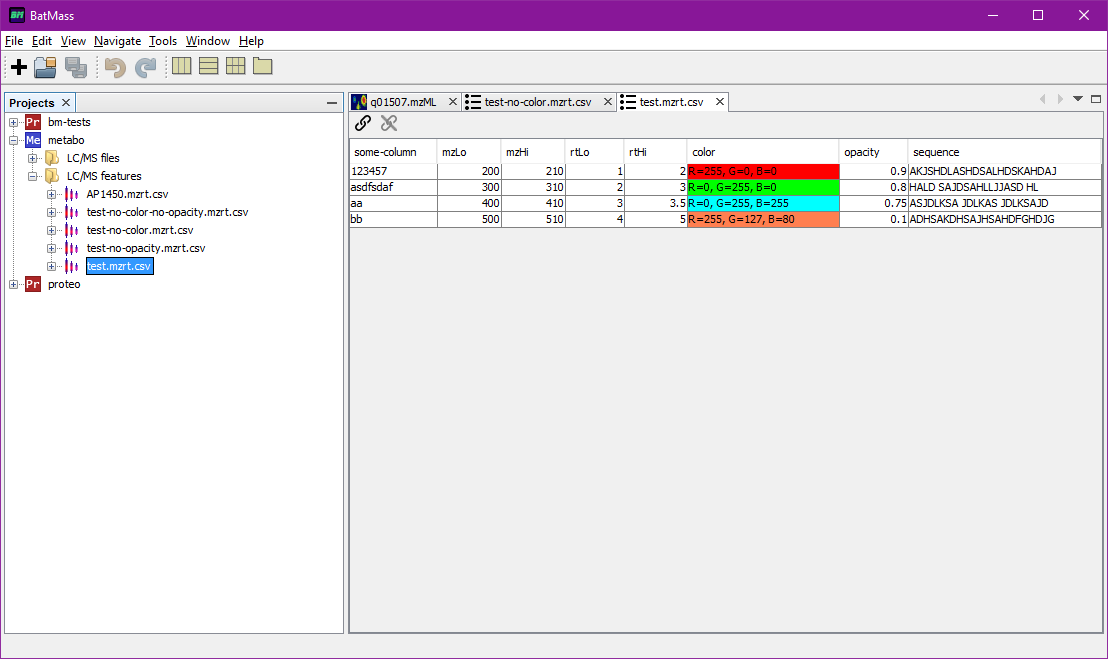 BM BatMass
File Edit View Navigate Tools Window Help
Projects
Pr bm-tests
Me metabo
LC/MS files
LC/MS features
AP1450.mzrt.csv
test-no-color-no-opacity.mzrt.csv
test-no-color.mzrt.csv
test-no-opacity.mzrt.csv
test.mzrt.csv
Pr proteo
q01507.mzML test-no-color.mzrt.csv test.mzrt.csv
some-column mzLo mzHi rtLo rtHi color opacity sequence
123457 200 210 1 2 R=255, G=0, B=0 0.9 AKJSHDLASHDSALHDSKAHDAJ
asdfsdaf 300 310 2 3 R=0, G=255, B=0 0.8 HALD SAJDSAHLLJJASD HL
aa 400 410 3 3.5 R=0, G=255, B=255 0.75 ASJDLKSA JDLKAS JDLKSAJD
bb 500 510 4 5 R=255, G=127, B=80 0.1 ADHSAKDHSAJHSAHDFGHDJG